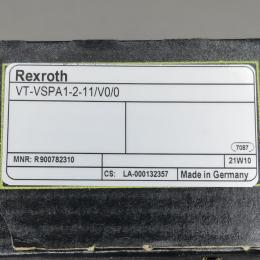 Rexroth
VT-VSPA1-2-11/V0/0
7087
MNR: R900782310
21W10
CS: LA-000132357
Made in Germany